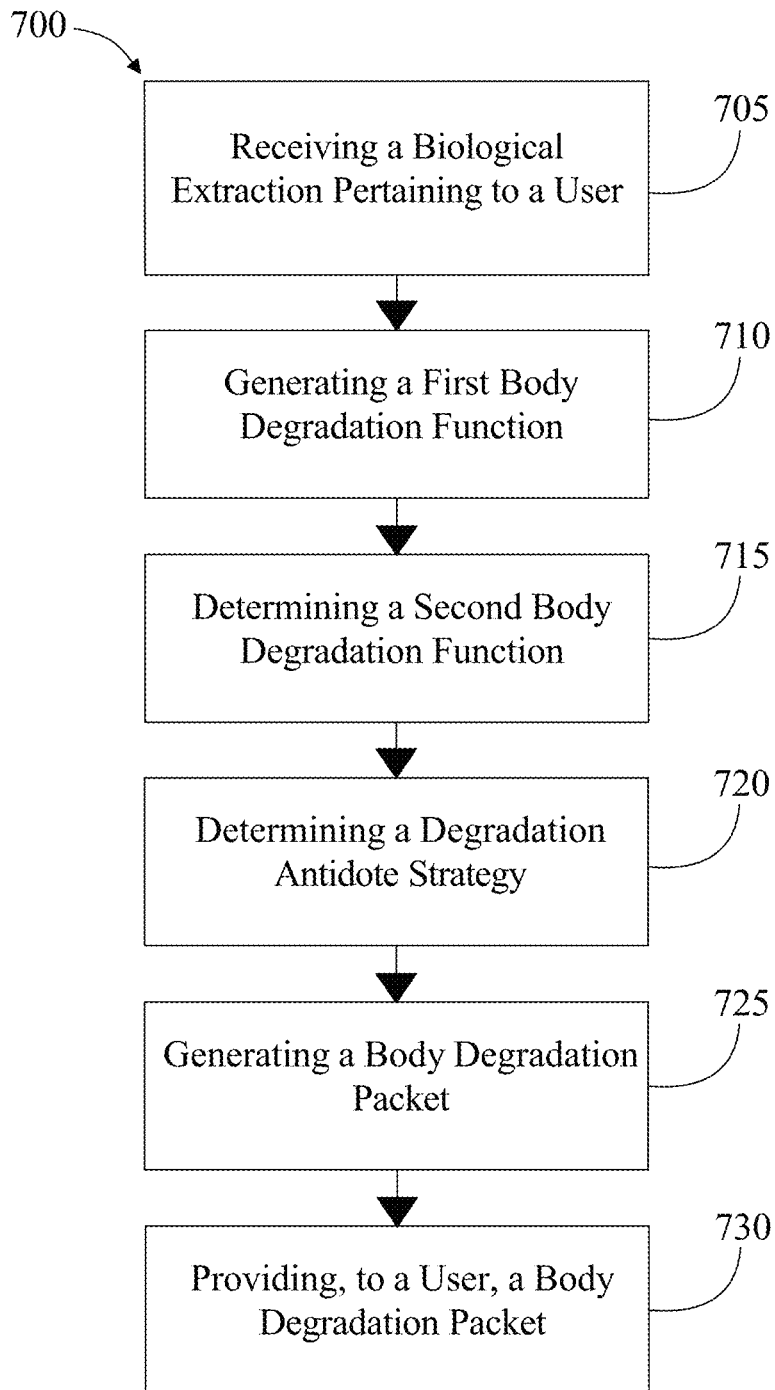 700
705
Receiving a Biological
Extraction Pertaining to a User
710
Generating a First Body
Degradation Function
715
Determining a Second Body
Degradation Function
720
Determining a Degradation
Antidote Strategy
725
Generating a Body Degradation
Packet
730
Providing, to a User, a Body
Degradation Packet